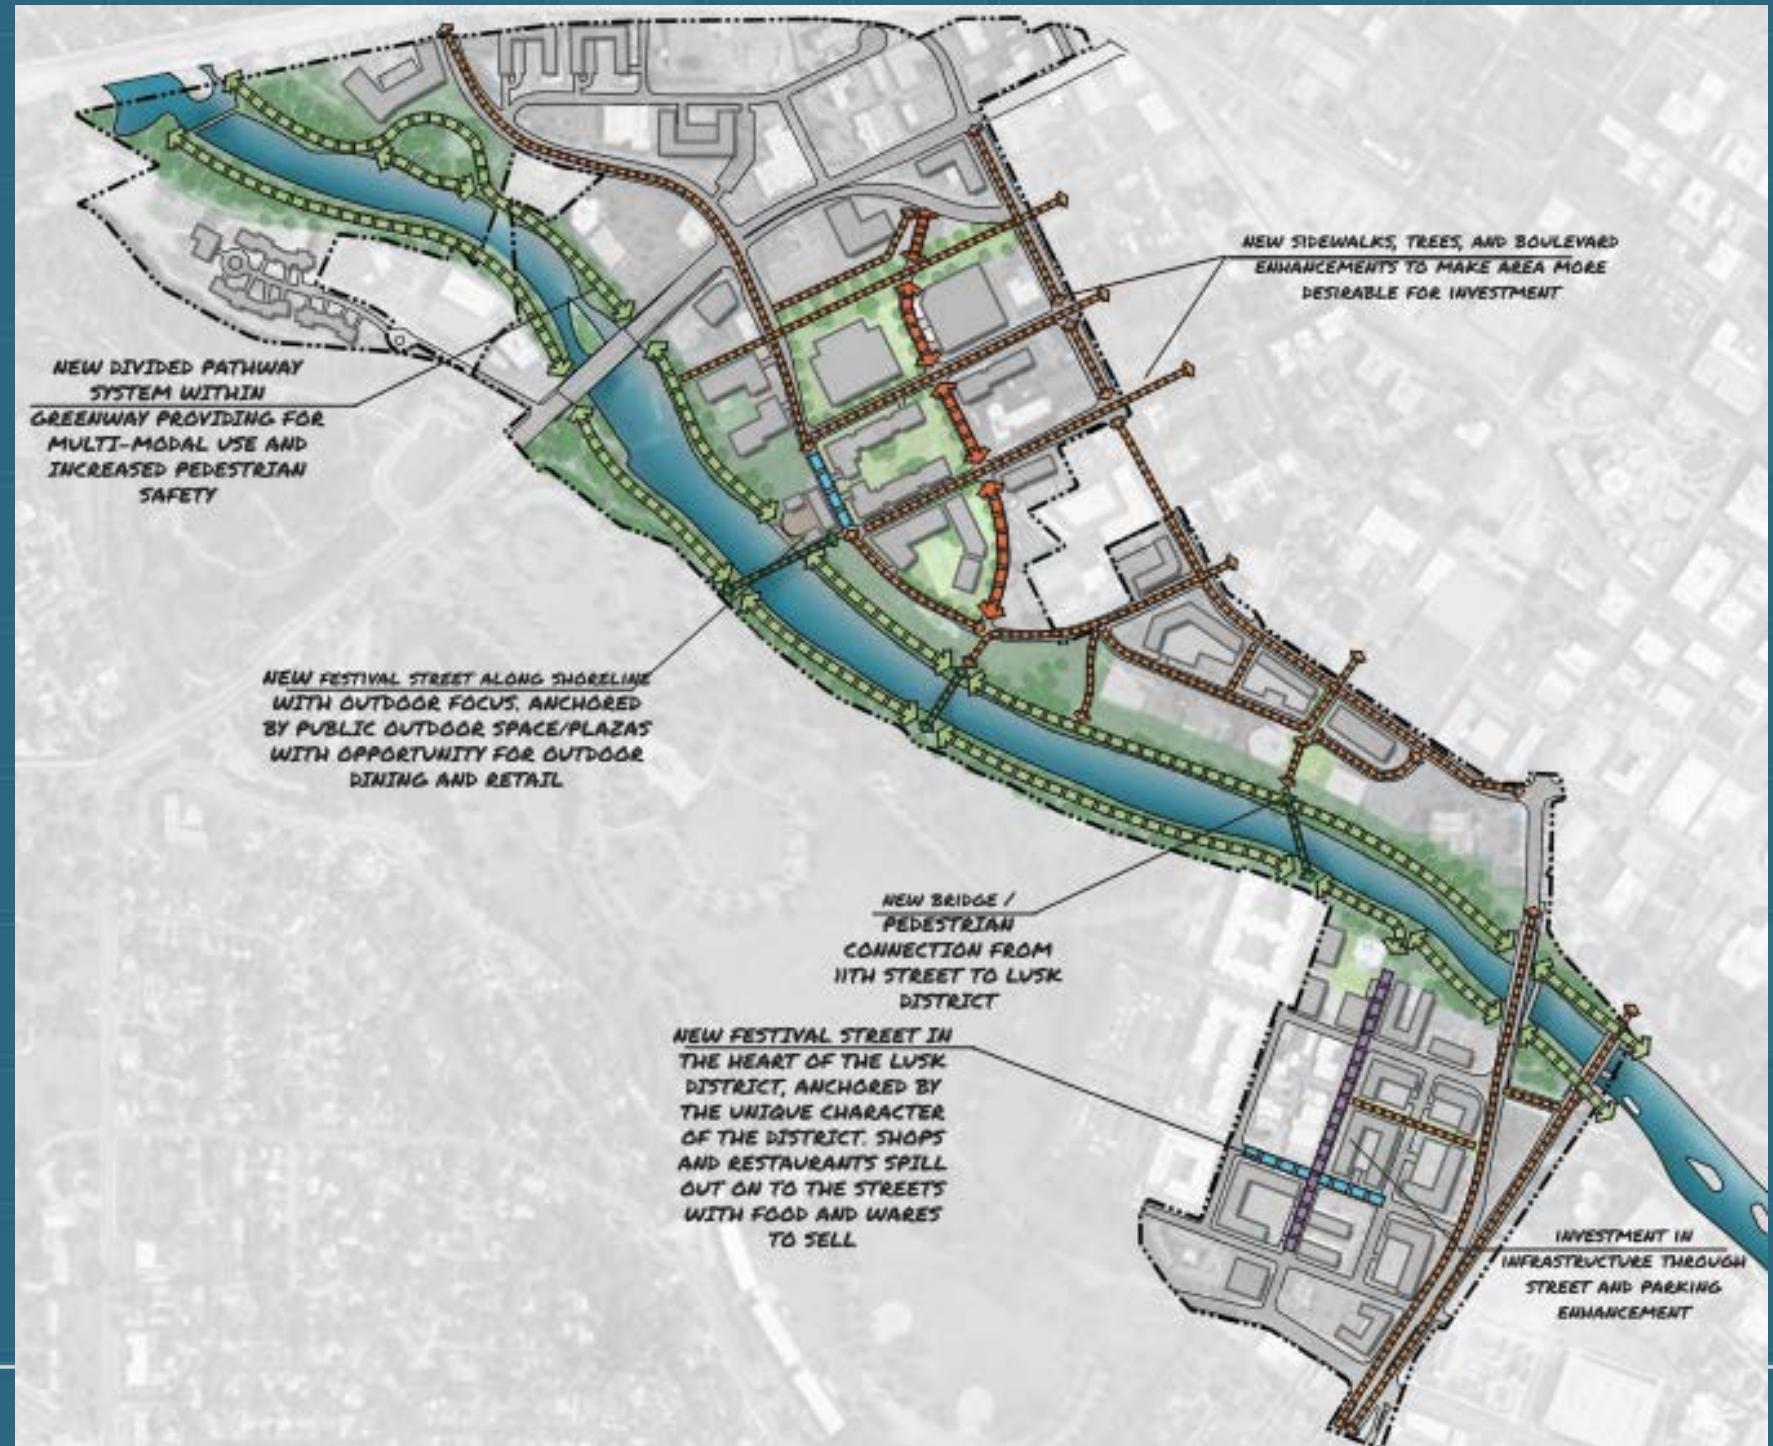 NEW SIDEWALKS, TREES, AND BOULEVARD
ENHANCEMENTS TO MAKE AREA MORE
DESIRABLE FOR INVESTMENT
NEW DIVIDED PATHWAY
SYSTEM WITHIN
GREENWAY PROVIDING FOR
MULTI-MODAL USE AND
INCREASED PEDESTRIAN
SAFETY
NEW FESTIVAL STREET ALONG SHORELINE
WITH OUTDOOR FOCUS. ANCHORED
BY PUBLIC OUTDOOR SPACE/PLAZAS
WITH OPPORTUNITY FOR OUTDOOR
DINING AND RETAIL
NEW BRIDGE /
PEDESTRIAN
CONNECTION FROM
11TH STREET TO LUSK
DISTRICT
NEW FESTIVAL STREET IN
THE HEART OF THE LUSK
DISTRICT, ANCHORED BY
THE UNIQUE CHARACTER
OF THE DISTRICT. SHOPS
AND RESTAURANTS SPILL
OUT ON TO THE STREETS
WITH FOOD AND WARES
TO SELL
INVESTMENT IN
INFRASTRUCTURE THROUGH
STREET AND PARKING
ENHANCEMENT